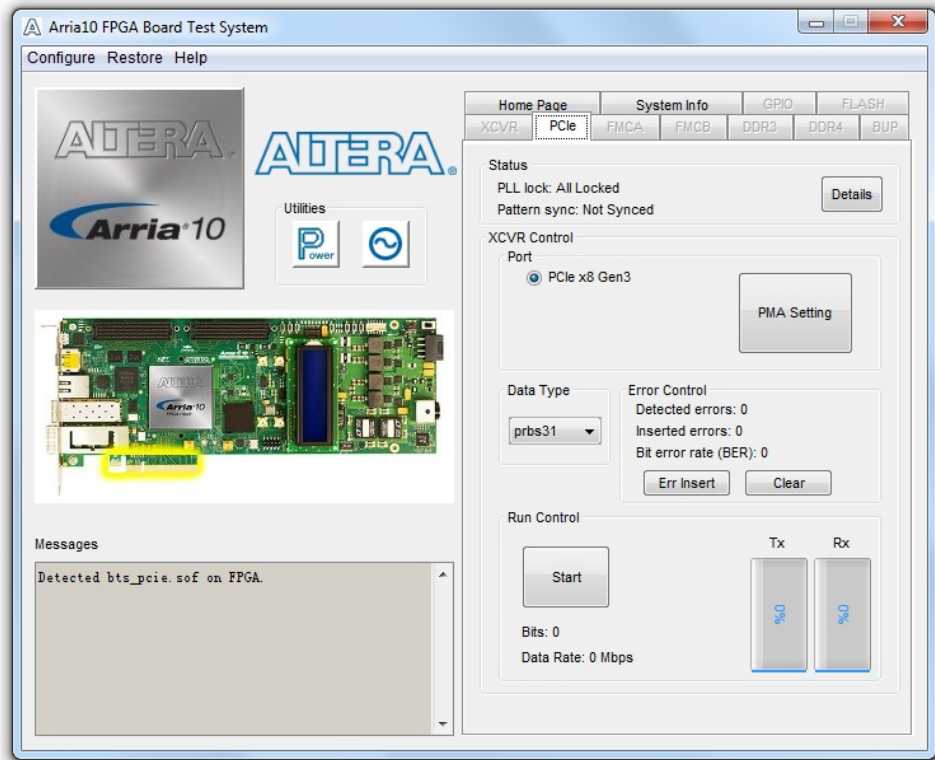 Arria10 FPGA Board Test System
Configure Restore Help
ALTERA
Arria 10
ALTERA®
Utilities
Power
ALTERA
Arria 10
Messages
Detected bts_pcie.sof on FPGA.
Home Page System Info GPIO FLASH
XCVR PCIe FMCA FMCB DDR3 DDR4 BUP
Status
PLL lock: All Locked
Pattern sync: Not Synced
Details
XCVR Control
Port
PCIe x8 Gen3
PMA Setting
Data Type
prbs31
Error Control
Detected errors: 0
Inserted errors: 0
Bit error rate (BER): 0
Err Insert Clear
Run Control
Start
Tx Rx
0% 0%
Bits: 0
Data Rate: 0 Mbps